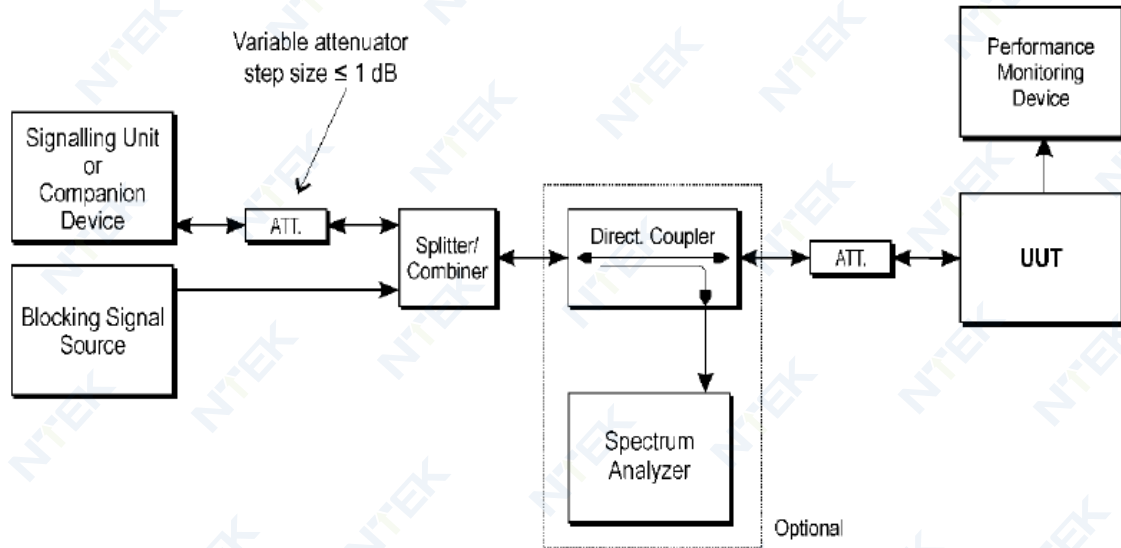 Variable attenuator
step size ≤ 1 dB
Performance
Monitoring
Device
Signalling Unit
or
Companion
Device
ATT.
Splitter/
Combiner
Direct. Coupler
ATT.
UUT
Blocking Signal
Source
Spectrum
Analyzer
Optional
NTEK